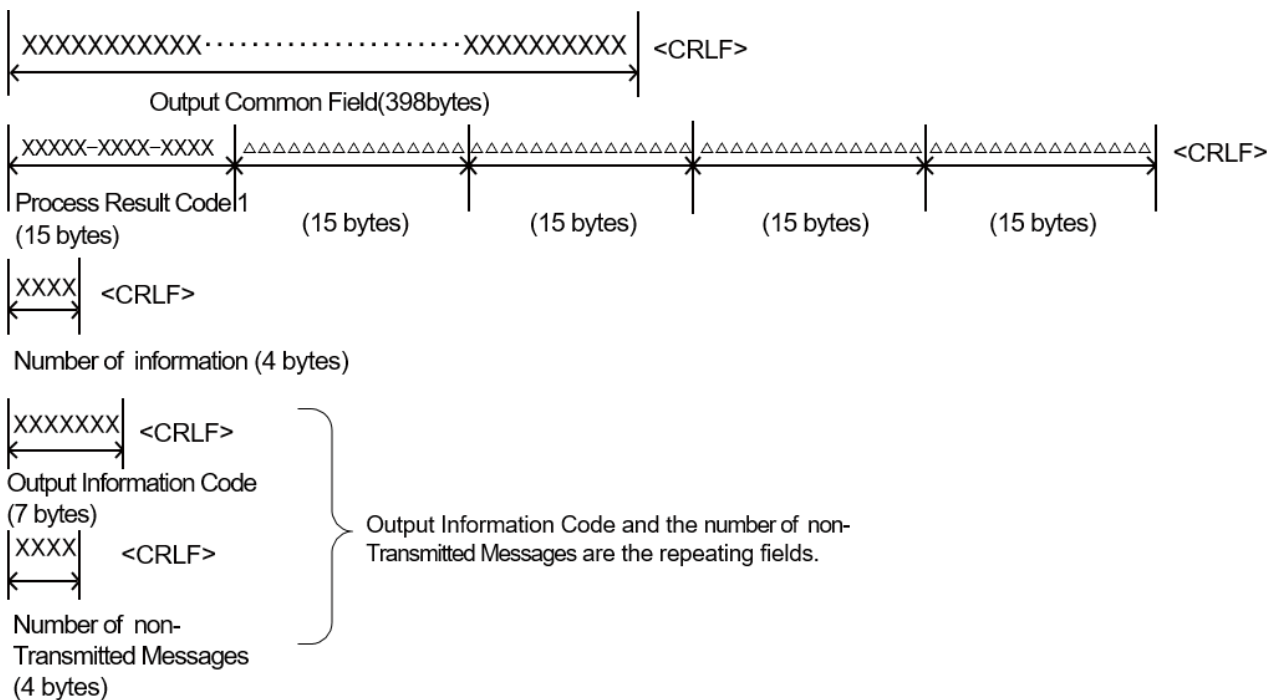 XXXXXXXXXXX······················XXXXXXXXXX <CRLF>
Output Common Field(398bytes)
XXXXX-XXXX-XXXX △△△△△△△△△△△△△△△ △△△△△△△△△△△△△△△ △△△△△△△△△△△△△△△ △△△△△△△△△△△△△△△ <CRLF>
Process Result Code 1
(15 bytes) (15 bytes) (15 bytes) (15 bytes) (15 bytes)
XXXX <CRLF>
Number of information (4 bytes)
XXXXXXX <CRLF>
Output Information Code
(7 bytes)
XXXX <CRLF>
Number of non-
Transmitted Messages
(4 bytes)
Output Information Code and the number of non-
Transmitted Messages are the repeating fields.